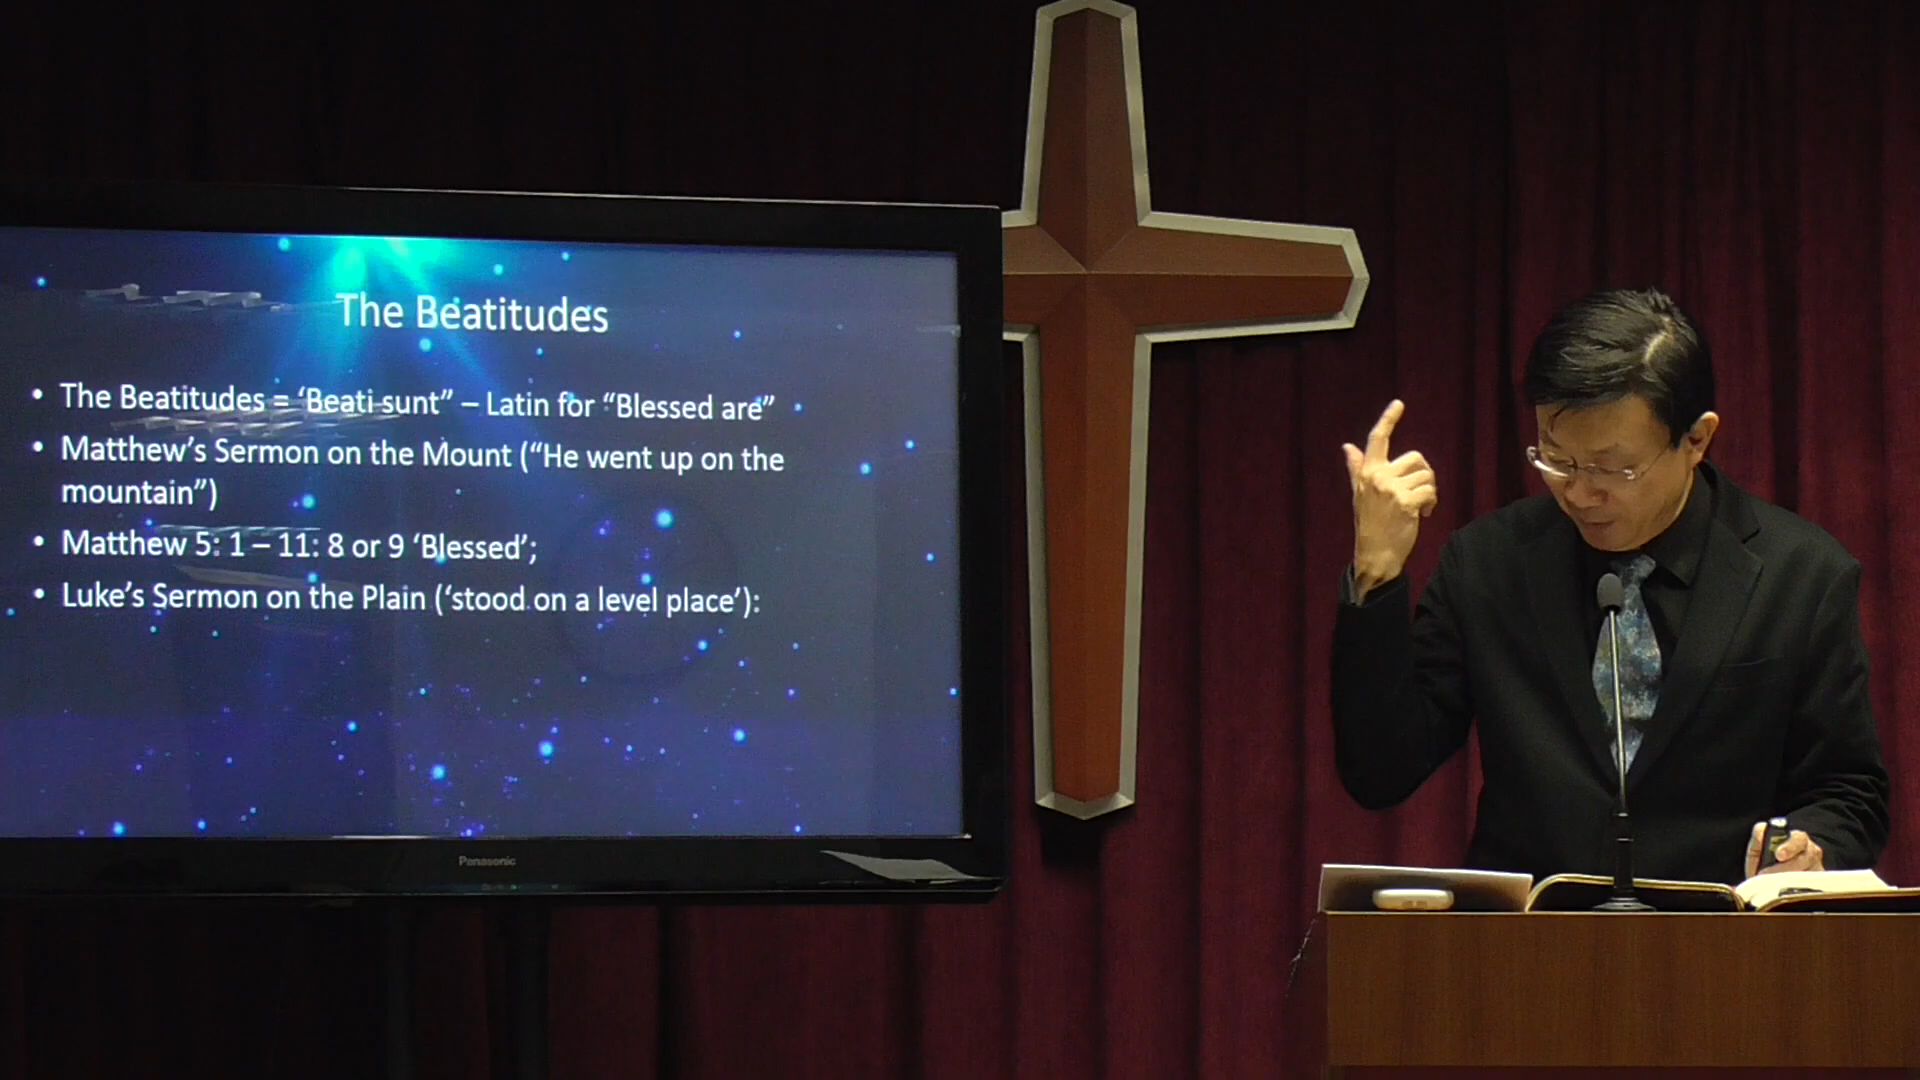 The Beatitudes
• The Beatitudes = ‘Beati sunt” – Latin for “Blessed are”
• Matthew’s Sermon on the Mount (“He went up on the
mountain”)
• Matthew 5: 1 – 11: 8 or 9 ‘Blessed’;
• Luke’s Sermon on the Plain (‘stood on a level place’):
Panasonic